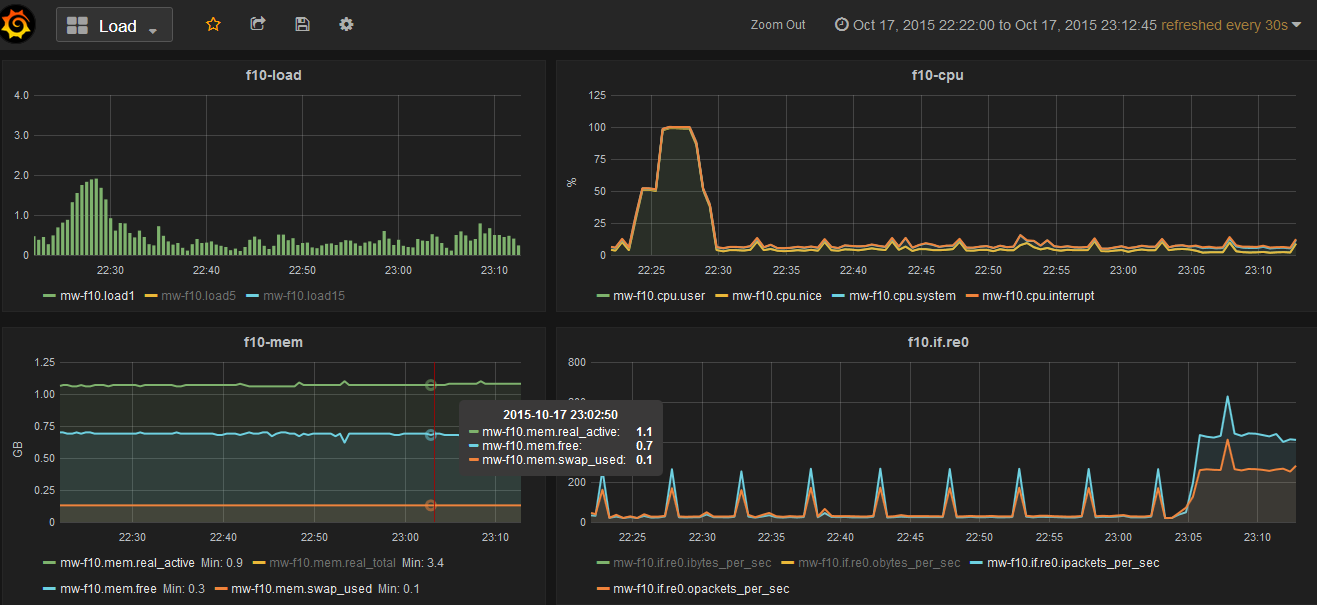 Load
Zoom Out
Oct 17, 2015 22:22:00 to Oct 17, 2015 23:12:45 refreshed every 30s
f10-load
4.0
3.0
2.0
1.0
0
22:30 22:40 22:50 23:00 23:10
mw-f10.load1 mw-f10.load5 mw-f10.load15
f10-cpu
125
100
75
50
25
0
%
22:25 22:30 22:35 22:40 22:45 22:50 22:55 23:00 23:05 23:10
mw-f10.cpu.user mw-f10.cpu.nice mw-f10.cpu.system mw-f10.cpu.interrupt
f10-mem
1.25
1.00
0.75
0.50
0.25
0
GB
22:30 22:40 22:50 23:00 23:10
mw-f10.mem.real_active Min: 0.9 mw-f10.mem.real_total Min: 3.4
mw-f10.mem.free Min: 0.3 mw-f10.mem.swap_used Min: 0.1
2015-10-17 23:02:50
mw-f10.mem.real_active: 1.1
mw-f10.mem.free: 0.7
mw-f10.mem.swap_used: 0.1
f10.if.re0
800
200
0
22:25 22:30 22:35 22:40 22:45 22:50 22:55 23:00 23:05 23:10
mw-f10.if.re0.ibytes_per_sec mw-f10.if.re0.obytes_per_sec mw-f10.if.re0.ipackets_per_sec
mw-f10.if.re0.opackets_per_sec